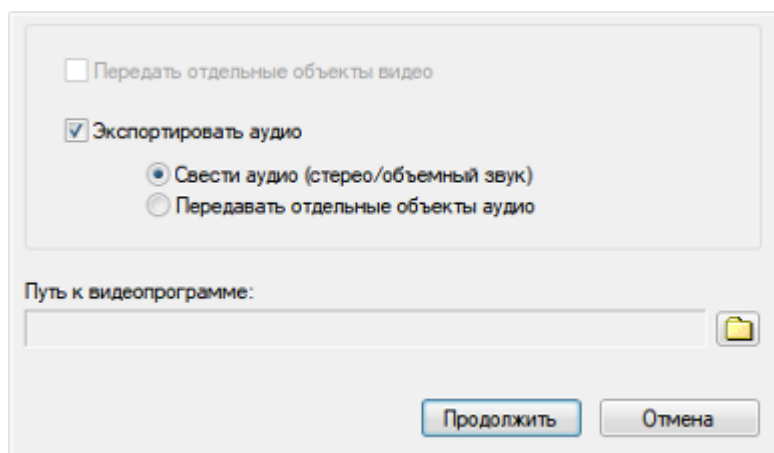 Передать отдельные объекты видео
Экспортировать аудио
Свести аудио (стерео/объемный звук)
Передавать отдельные объекты аудио
Путь к видеопрограмме:
Продолжить
Отмена